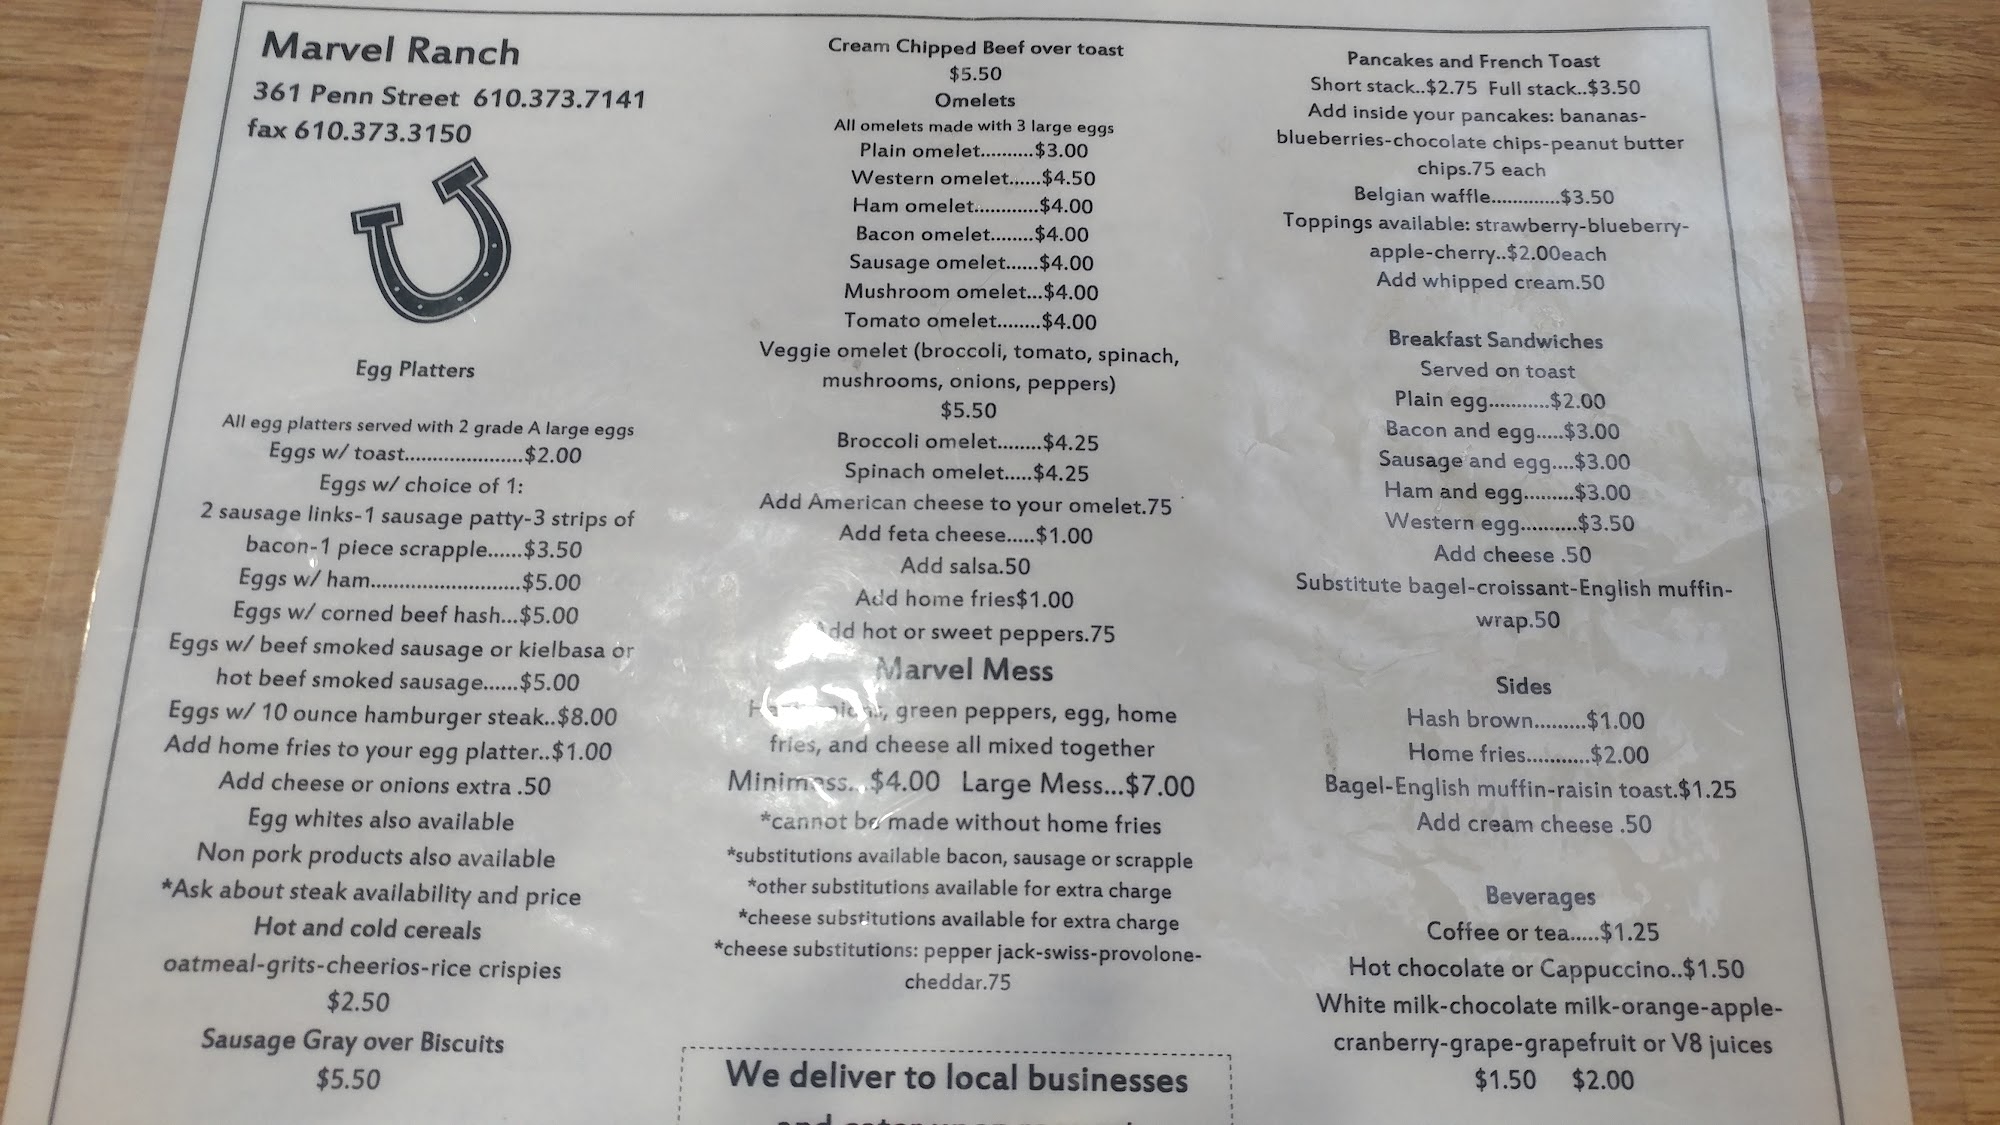 Marvel Ranch
361 Penn Street 610.373.7141
fax 610.373.3150
Egg Platters
All egg platters served with 2 grade A large eggs
Eggs w/ toast.....................$2.00
Eggs w/ choice of 1:
2 sausage links-1 sausage patty-3 strips of
bacon-1 piece scrapple......$3.50
Eggs w/ ham...........................$5.00
Eggs w/ corned beef hash...$5.00
Eggs w/ beef smoked sausage or kielbasa or
hot beef smoked sausage......$5.00
Eggs w/ 10 ounce hamburger steak..$8.00
Add home fries to your egg platter..$1.00
Add cheese or onions extra .50
Egg whites also available
Non pork products also available
*Ask about steak availability and price
Hot and cold cereals
oatmeal-grits-cheerios-rice crispies
$2.50
Sausage Gray over Biscuits
$5.50
Cream Chipped Beef over toast
$5.50
Omelets
All omelets made with 3 large eggs
Plain omelet..........$3.00
Western omelet......$4.50
Ham omelet............$4.00
Bacon omelet........$4.00
Sausage omelet......$4.00
Mushroom omelet...$4.00
Tomato omelet........$4.00
Veggie omelet (broccoli, tomato, spinach,
mushrooms, onions, peppers)
$5.50
Broccoli omelet........$4.25
Spinach omelet.....$4.25
Add American cheese to your omelet.75
Add feta cheese.....$1.00
Add salsa.50
Add home fries$1.00
Add hot or sweet peppers.75
Marvel Mess
green peppers, egg, home
fries, and cheese all mixed together
Minimess...$4.00 Large Mess...$7.00
*cannot be made without home fries
*substitutions available bacon, sausage or scrapple
*other substitutions available for extra charge
*cheese substitutions available for extra charge
*cheese substitutions: pepper jack-swiss-provolone-
cheddar.75
We deliver to local businesses
Pancakes and French Toast
Short stack..$2.75 Full stack..$3.50
Add inside your pancakes: bananas-
blueberries-chocolate chips-peanut butter
chips.75 each
Belgian waffle.............$3.50
Toppings available: strawberry-blueberry-
apple-cherry..$2.00each
Add whipped cream.50
Breakfast Sandwiches
Served on toast
Plain egg...........$2.00
Bacon and egg.....$3.00
Sausage and egg....$3.00
Ham and egg.........$3.00
Western egg..........$3.50
Add cheese .50
Substitute bagel-croissant-English muffin-
wrap.50
Sides
Hash brown.........$1.00
Home fries...........$2.00
Bagel-English muffin-raisin toast.$1.25
Add cream cheese .50
Beverages
Coffee or tea.....$1.25
Hot chocolate or Cappuccino..$1.50
White milk-chocolate milk-orange-apple-
cranberry-grape-grapefruit or V8 juices
$1.50 $2.00